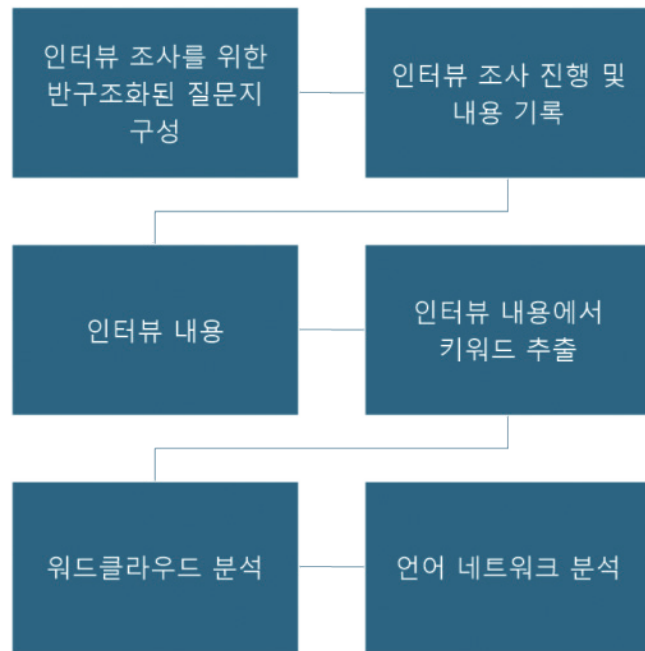 인터뷰 조사를 위한
반구조화된 질문지
구성
인터뷰 조사 진행 및
내용 기록
인터뷰 내용
인터뷰 내용에서
키워드 추출
워드클라우드 분석
언어 네트워크 분석